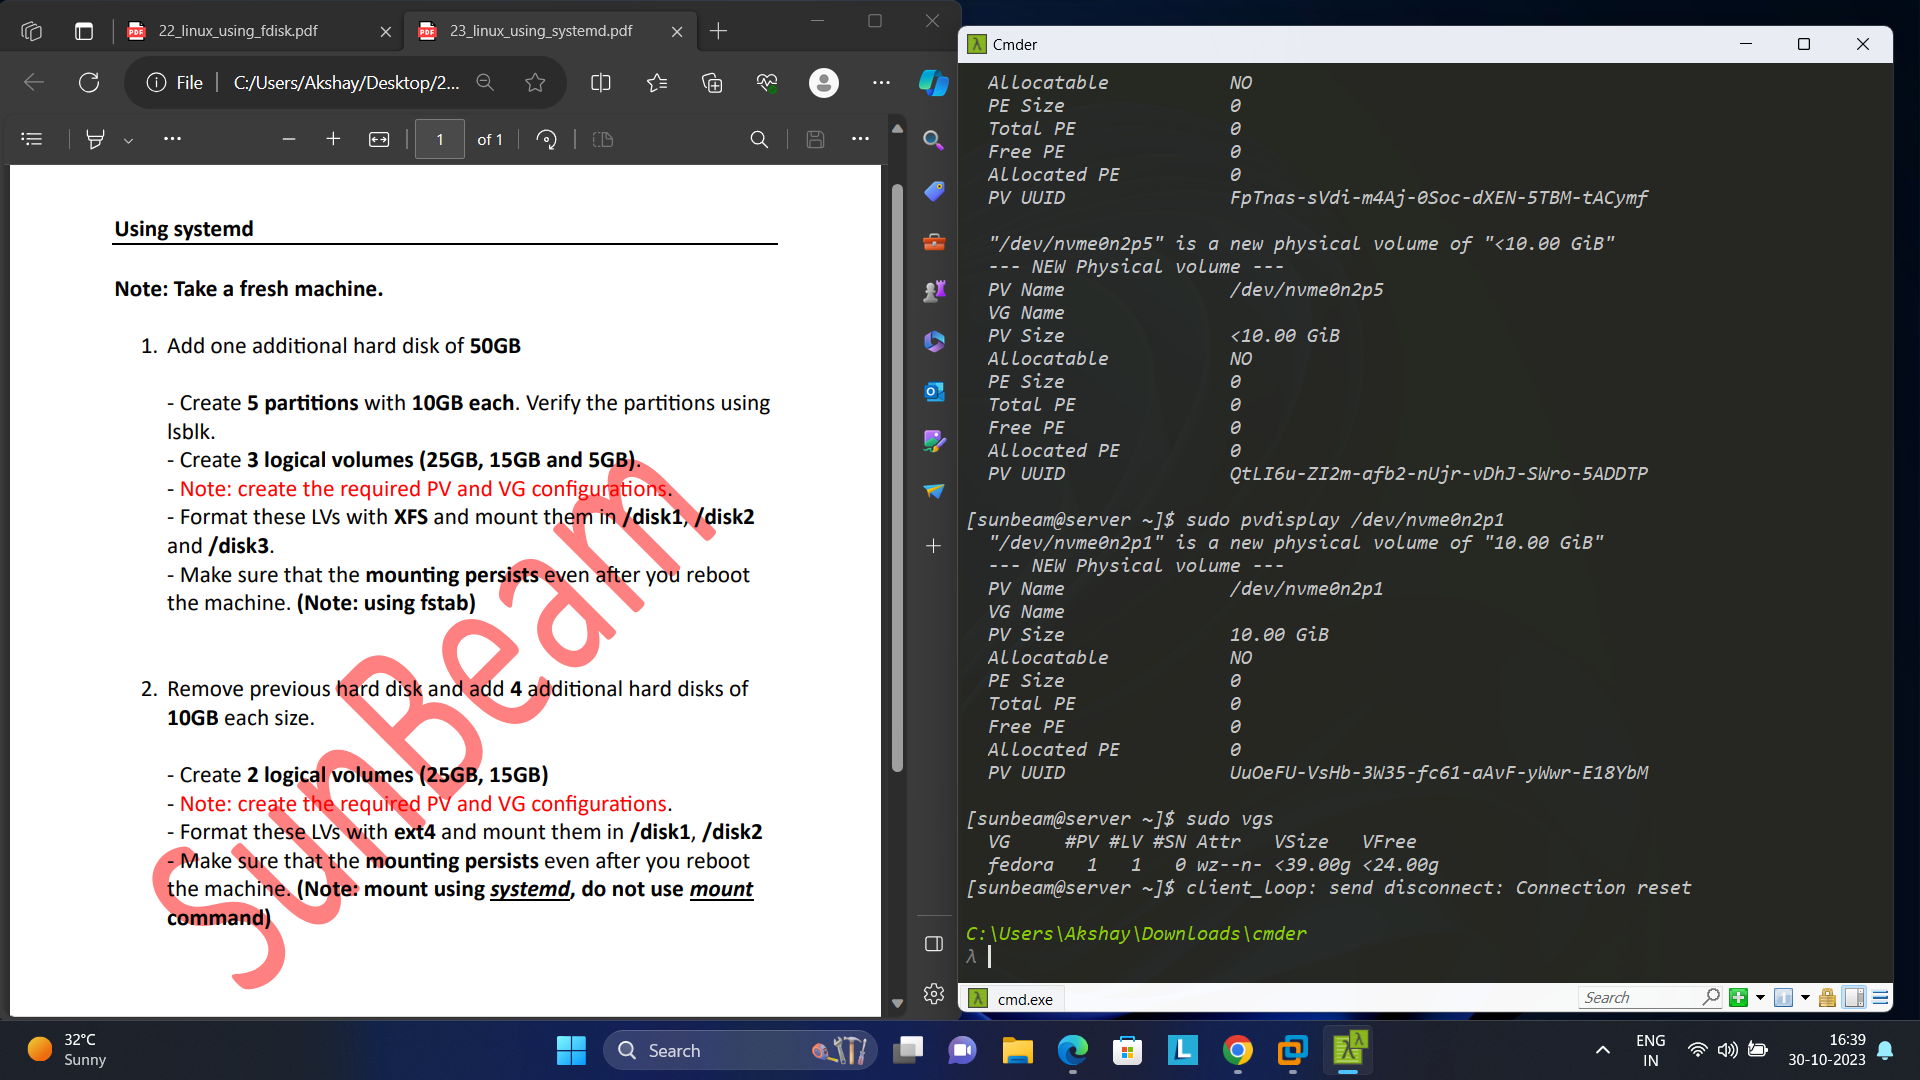 22_linux_using_fdisk.pdf
23_linux_using_systemd.pdf
File
C:/Users/Akshay/Desktop/2...
1 of 1
Using systemd
Note: Take a fresh machine.
1. Add one additional hard disk of 50GB
- Create 5 partitions with 10GB each. Verify the partitions using
lsblk.
- Create 3 logical volumes (25GB, 15GB and 5GB).
- Note: create the required PV and VG configurations.
- Format these LVs with XFS and mount them in /disk1, /disk2
and /disk3.
- Make sure that the mounting persists even after you reboot
the machine. (Note: using fstab)
2. Remove previous hard disk and add 4 additional hard disks of
10GB each size.
- Create 2 logical volumes (25GB, 15GB)
- Note: create the required PV and VG configurations.
- Format these LVs with ext4 and mount them in /disk1, /disk2
- Make sure that the mounting persists even after you reboot
the machine. (Note: mount using systemd, do not use mount
command)
SunBeam
Cmder
Allocatable NO
PE Size 0
Total PE 0
Free PE 0
Allocated PE 0
PV UUID FpTnas-sVdi-m4Aj-0Soc-dXEN-5TBM-tACymf
"/dev/nvme0n2p5" is a new physical volume of "<10.00 GiB"
--- NEW Physical volume ---
PV Name /dev/nvme0n2p5
VG Name
PV Size <10.00 GiB
Allocatable NO
PE Size 0
Total PE 0
Free PE 0
Allocated PE 0
PV UUID QtLI6u-ZI2m-afb2-nUjr-vDhJ-SWro-5ADDTP
[sunbeam@server ~]$ sudo pvdisplay /dev/nvme0n2p1
"/dev/nvme0n2p1" is a new physical volume of "10.00 GiB"
--- NEW Physical volume ---
PV Name /dev/nvme0n2p1
VG Name
PV Size 10.00 GiB
Allocatable NO
PE Size 0
Total PE 0
Free PE 0
Allocated PE 0
PV UUID UuOeFU-VsHb-3W35-fc61-aAvF-yWwr-E18YbM
[sunbeam@server ~]$ sudo vgs
VG #PV #LV #SN Attr VSize VFree
fedora 1 1 0 wz--n- <39.00g <24.00g
[sunbeam@server ~]$ client_loop: send disconnect: Connection reset
C:\Users\Akshay\Downloads\cmder
λ
cmd.exe
Search
32°C
Sunny
Search
ENG
IN
16:39
30-10-2023